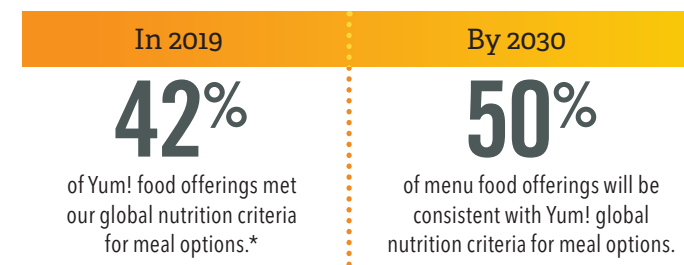 In 2019
42%
of Yum! food offerings met
our global nutrition criteria
for meal options.*
By 2030
50%
of menu food offerings will be
consistent with Yum! global
nutrition criteria for meal options.